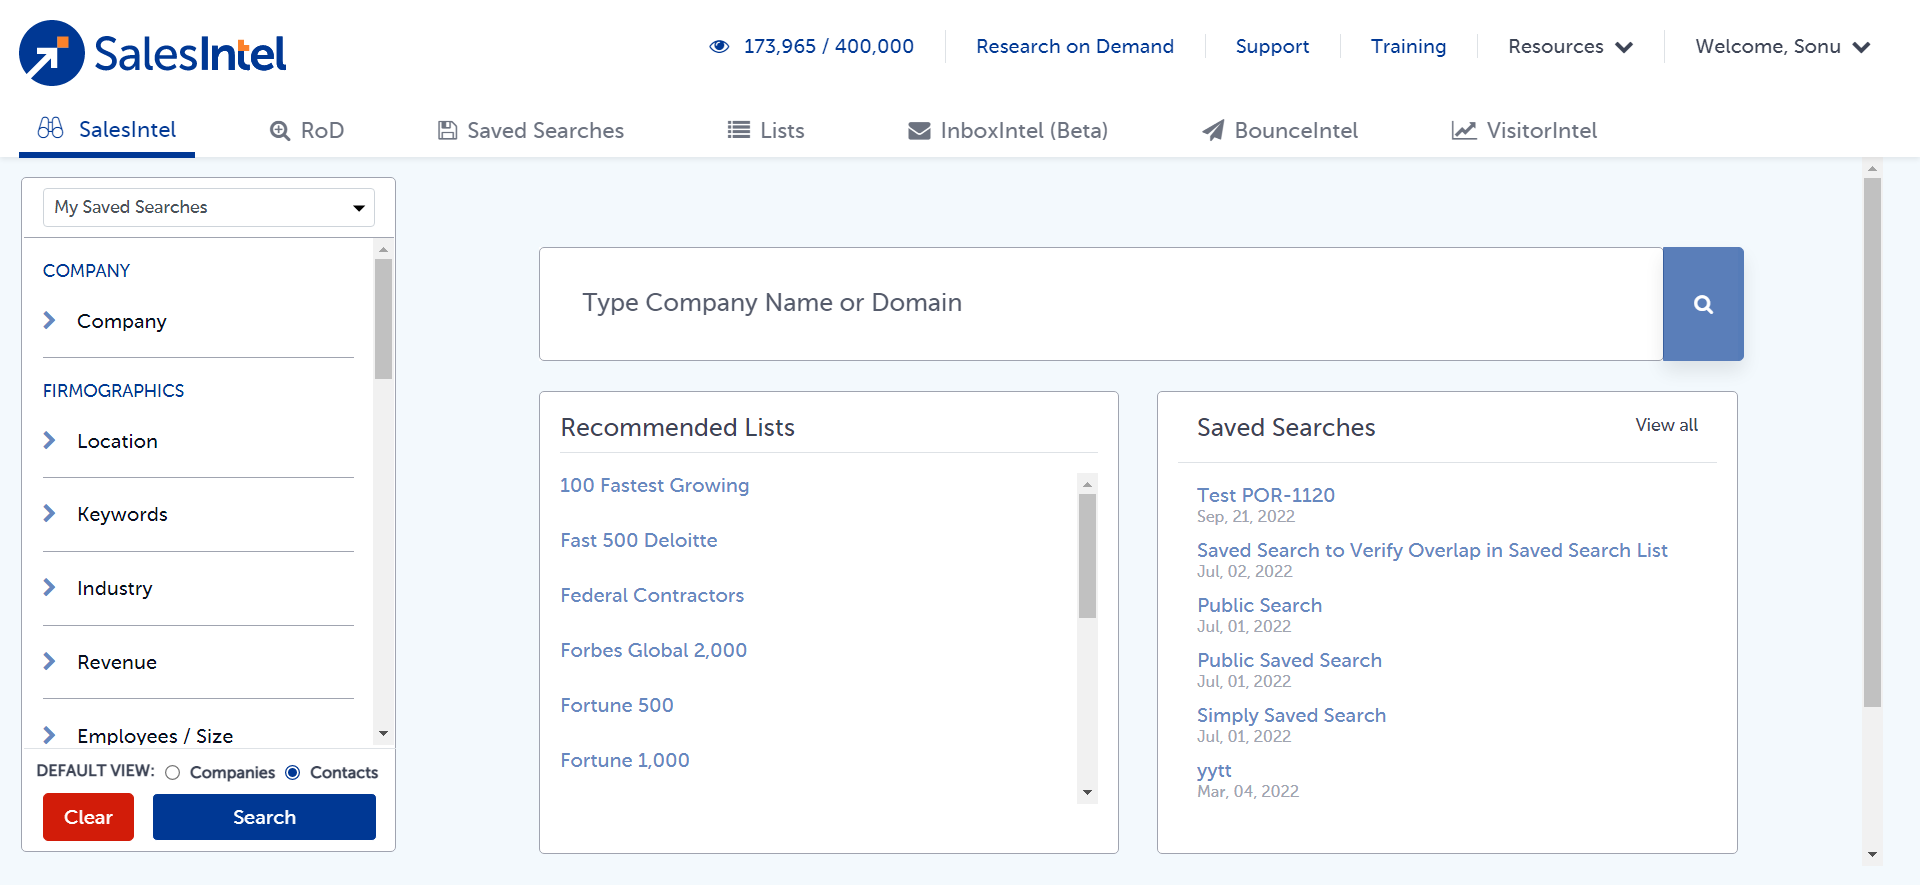 SalesIntel
173,965 / 400,000
Research on Demand
Support
Training
Resources
Welcome, Sonu
SalesIntel
RoD
Saved Searches
Lists
InboxIntel (Beta)
BounceIntel
VisitorIntel
My Saved Searches
COMPANY
Company
FIRMOGRAPHICS
Location
Keywords
Industry
Revenue
Employees / Size
DEFAULT VIEW: Companies Contacts
Clear
Search
Type Company Name or Domain
Recommended Lists
100 Fastest Growing
Fast 500 Deloitte
Federal Contractors
Forbes Global 2,000
Fortune 500
Fortune 1,000
Saved Searches
View all
Test POR-1120
Sep, 21, 2022
Saved Search to Verify Overlap in Saved Search List
Jul, 02, 2022
Public Search
Jul, 01, 2022
Public Saved Search
Jul, 01, 2022
Simply Saved Search
Jul, 01, 2022
yytt
Mar, 04, 2022